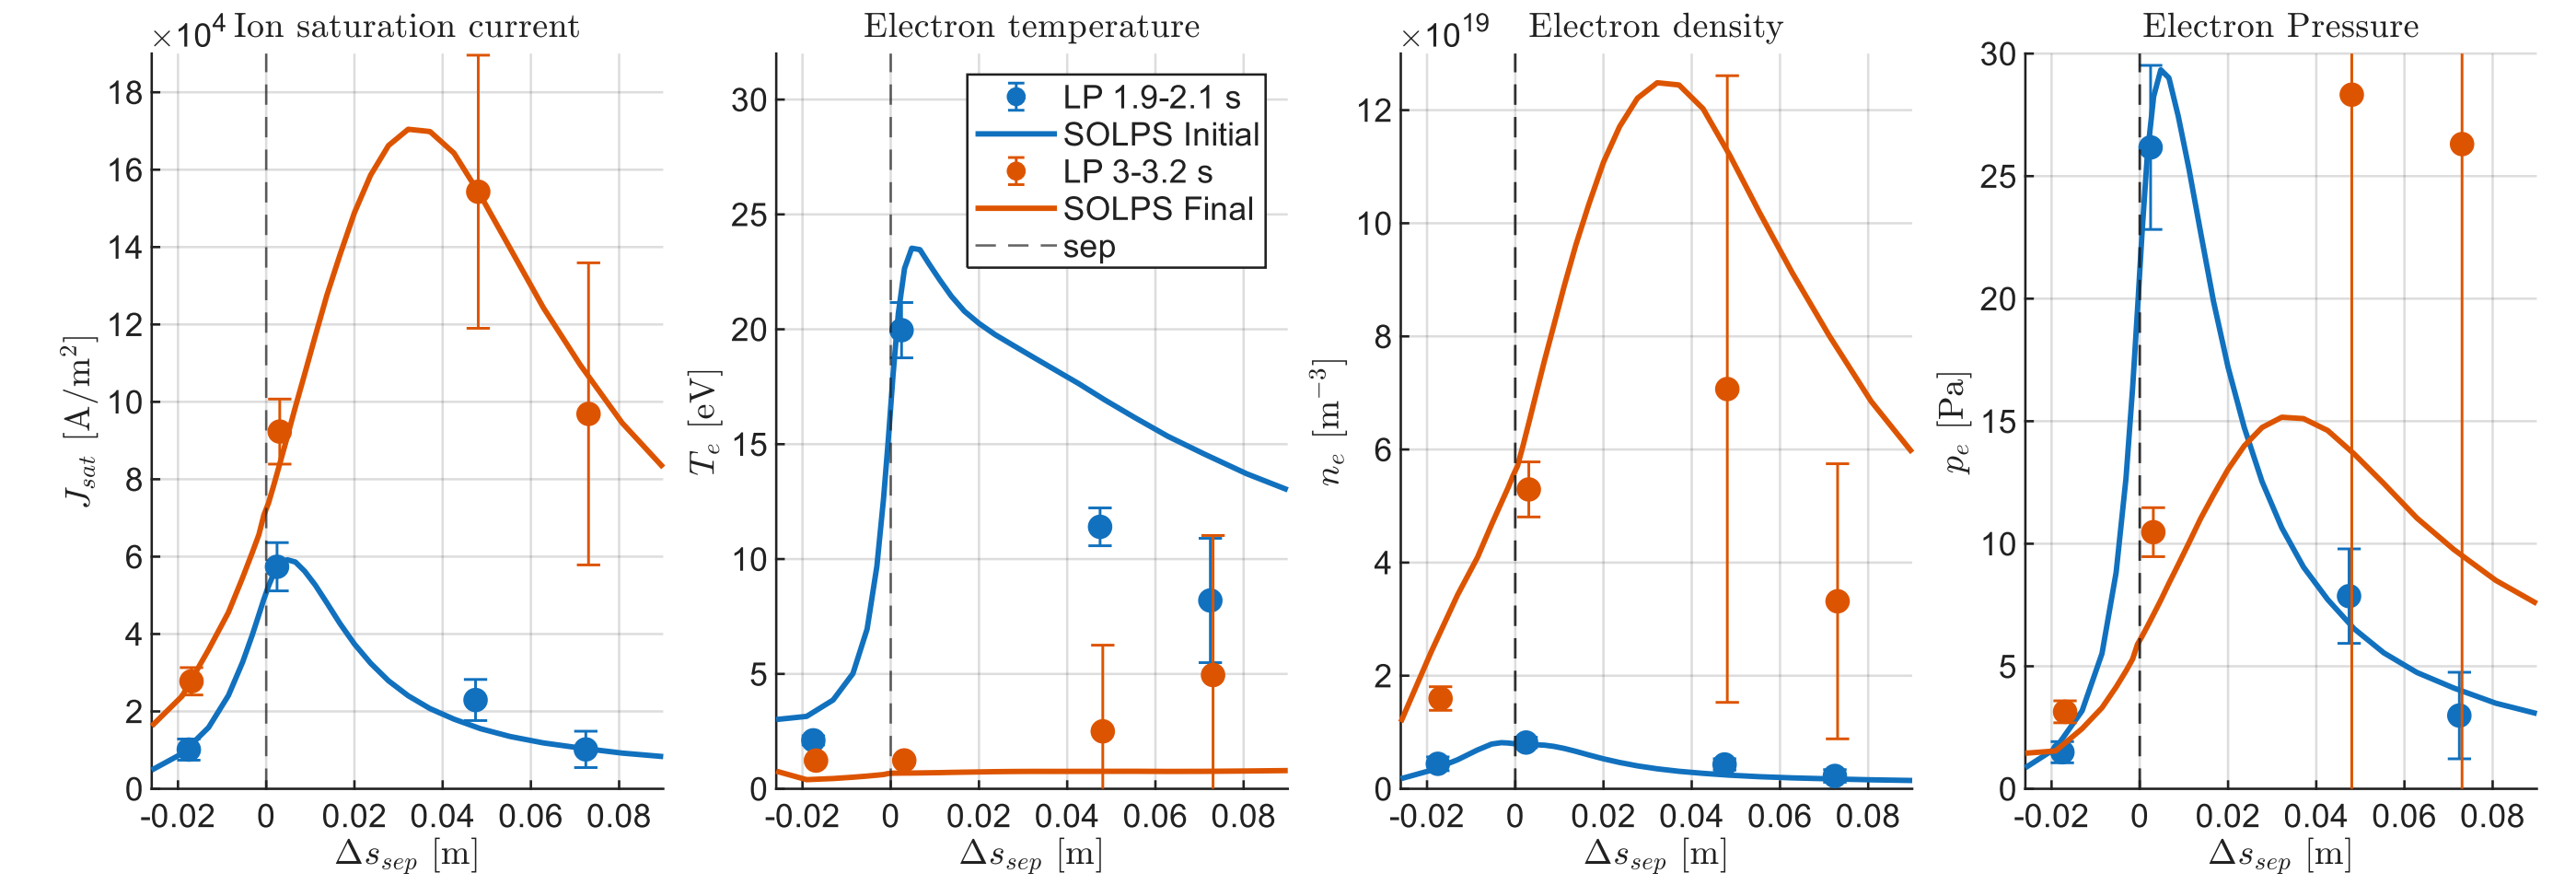 ×10⁴ Ion saturation current
18
16
14
12
10
8
6
4
2
0
J_sat [A/m²]
-0.02 0 0.02 0.04 0.06 0.08
Δs_sep [m]
Electron temperature
30
25
20
15
10
5
0
T_e [eV]
-0.02 0 0.02 0.04 0.06 0.08
Δs_sep [m]
LP 1.9-2.1 s
SOLPS Initial
LP 3-3.2 s
SOLPS Final
sep
×10¹⁹ Electron density
12
10
8
6
4
2
0
n_e [m⁻³]
-0.02 0 0.02 0.04 0.06 0.08
Δs_sep [m]
Electron Pressure
30
25
20
15
10
5
0
p_e [Pa]
-0.02 0 0.02 0.04 0.06 0.08
Δs_sep [m]